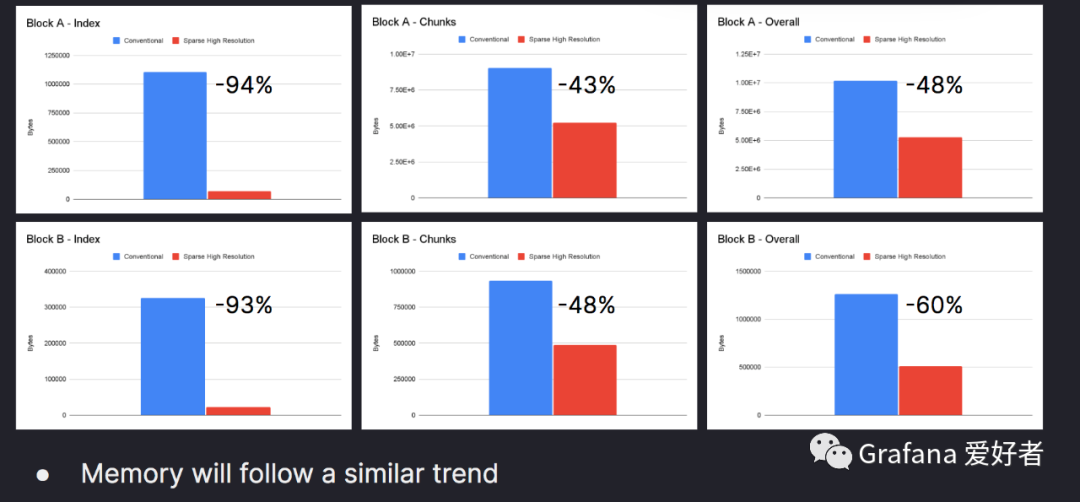 Block A - Index
Conventional Sparse High Resolution
1250000
1000000
750000
500000
250000
0
Bytes
-94%
Block A - Chunks
Conventional Sparse High Resolution
1.00E+7
7.50E+6
5.00E+6
2.50E+6
0
Bytes
-43%
Block A - Overall
Conventional Sparse High Resolution
1.25E+7
1.00E+7
7.50E+6
5.00E+6
2.50E+6
0
Bytes
-48%
Block B - Index
Conventional Sparse High Resolution
400000
300000
200000
100000
0
Bytes
-93%
Block B - Chunks
Conventional Sparse High Resolution
1000000
750000
500000
250000
0
Bytes
-48%
Block B - Overall
Conventional Sparse High Resolution
1500000
1000000
500000
0
Bytes
-60%
Grafana 爱好者
● Memory will follow a similar trend